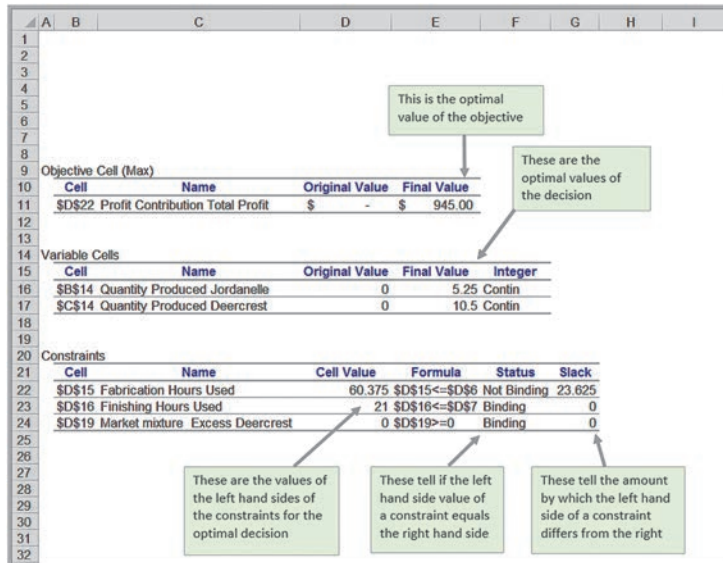 A B C D E F G H I
1
2
3
4
5
This is the optimal
value of the objective
6
7
8
These are the
optimal values of
the decision
9 Objective Cell (Max)
10 Cell Name Original Value Final Value
11 $D$22 Profit Contribution Total Profit $ - $ 945.00
12
13
14 Variable Cells
15 Cell Name Original Value Final Value Integer
16 $B$14 Quantity Produced Jordanelle 0 5.25 Contin
17 $C$14 Quantity Produced Deercrest 0 10.5 Contin
18
19
20 Constraints
21 Cell Name Cell Value Formula Status Slack
22 $D$15 Fabrication Hours Used 60.375 $D$15<=$D$6 Not Binding 23.625
23 $D$16 Finishing Hours Used 21 $D$16<=$D$7 Binding 0
24 $D$19 Market mixture Excess Deercrest 0 $D$19>=0 Binding 0
25
26
27
28
29
30
31
32
These are the values of
the left hand sides of
the constraints for the
optimal decision
These tell if the left
hand side value of
a constraint equals
the right hand side
These tell the amount
by which the left hand
side of a constraint
differs from the right